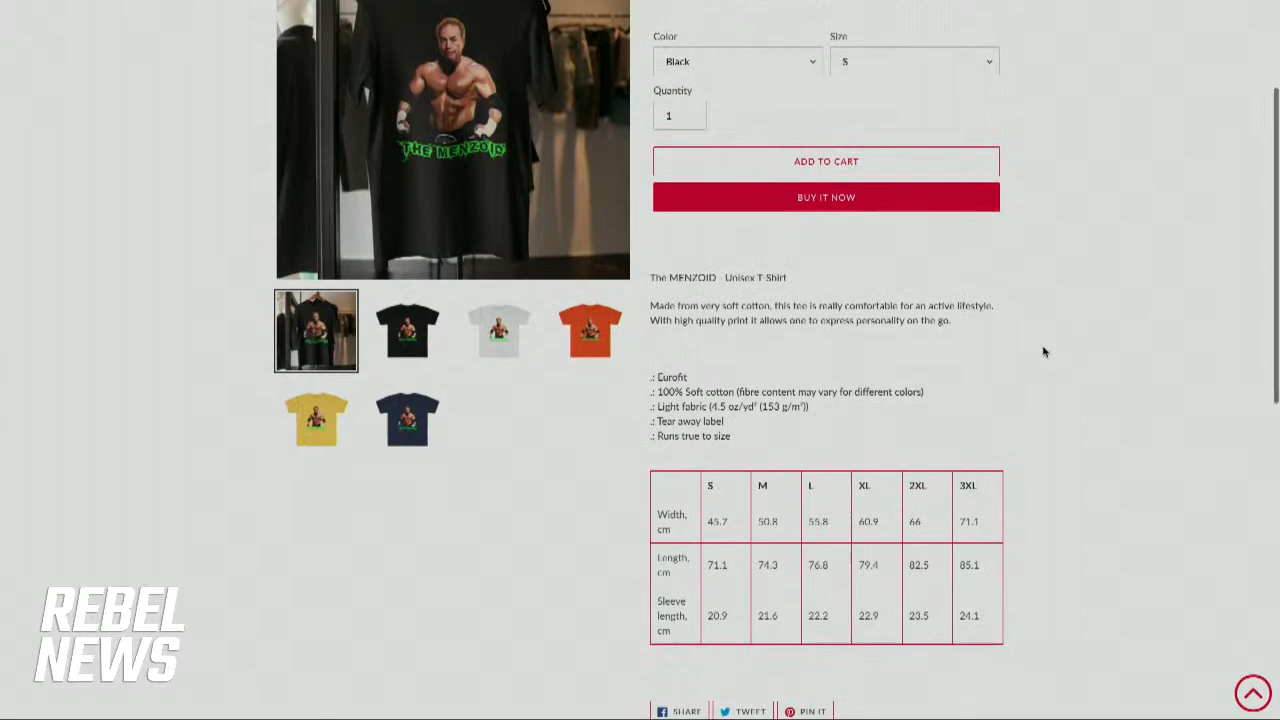 Color
Size
Black
S
Quantity
1
THE MENZOID
ADD TO CART
BUY IT NOW
The MENZOID - Unisex T Shirt
Made from very soft cotton, this tee is really comfortable for an active lifestyle.
With high quality print it allows one to express personality on the go.
.: Eurofit
.: 100% Soft cotton (fibre content may vary for different colors)
.: Light fabric (4.5 oz/yd² (153 g/m²))
.: Tear away label
.: Runs true to size
S M L XL 2XL 3XL
Width, cm 45.7 50.8 55.8 60.9 66 71.1
Length, cm 71.1 74.3 76.8 79.4 82.5 85.1
Sleeve length, cm 20.9 21.6 22.2 22.9 23.5 24.1
REBEL
NEWS
SHARE TWEET PIN IT